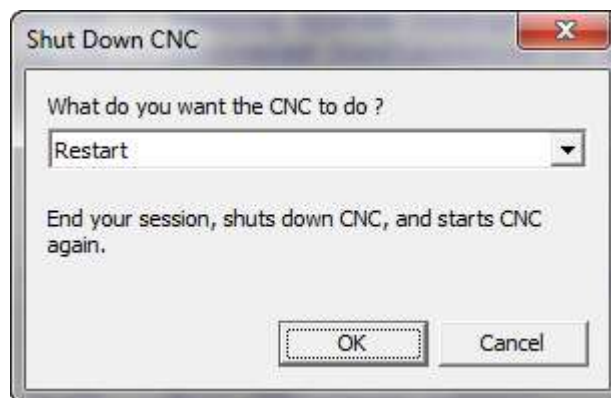 Shut Down CNC
What do you want the CNC to do ?
Restart
End your session, shuts down CNC, and starts CNC
again.
OK
Cancel